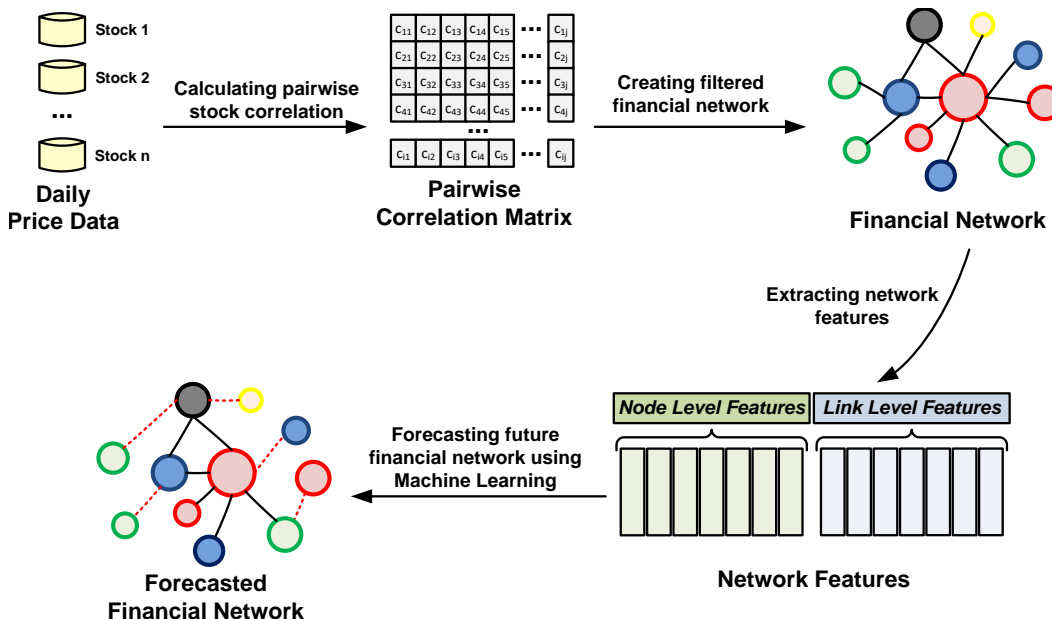 Stock 1
Stock 2
...
Stock n
Daily
Price Data
Calculating pairwise
stock correlation
c11 c12 c13 c14 c15 ... c1j
c21 c22 c23 c24 c25 ... c2j
c31 c32 c33 c34 c35 ... c3j
c41 c42 c43 c44 c45 ... c4j
...
ci1 ci2 ci3 ci4 ci5 ... cij
Pairwise
Correlation Matrix
Creating filtered
financial network
Financial Network
Extracting network
features
Node Level Features Link Level Features
Network Features
Forecasting future
financial network using
Machine Learning
Forecasted
Financial Network